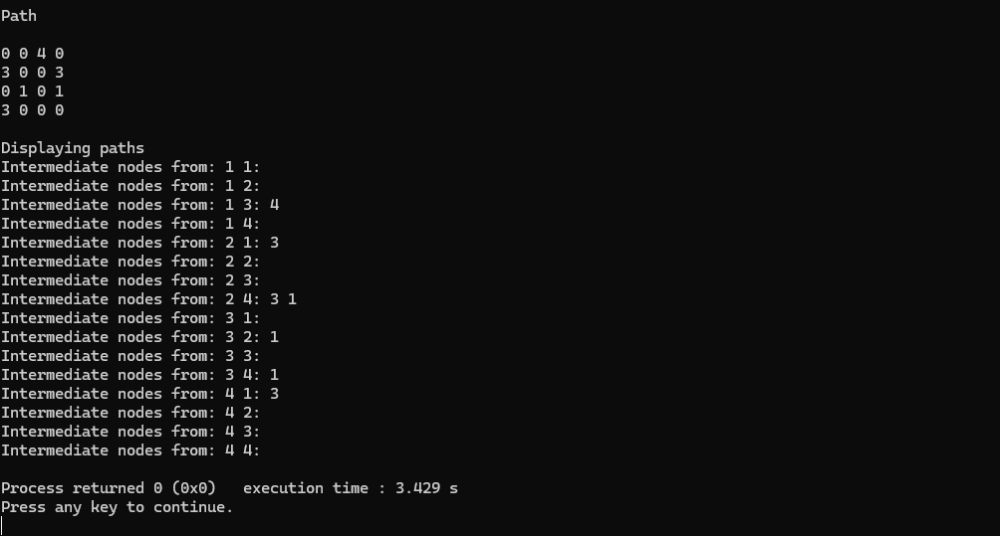 Path
0 0 4 0
3 0 0 3
0 1 0 1
3 0 0 0
Displaying paths
Intermediate nodes from: 1 1:
Intermediate nodes from: 1 2:
Intermediate nodes from: 1 3: 4
Intermediate nodes from: 1 4:
Intermediate nodes from: 2 1: 3
Intermediate nodes from: 2 2:
Intermediate nodes from: 2 3:
Intermediate nodes from: 2 4: 3 1
Intermediate nodes from: 3 1:
Intermediate nodes from: 3 2: 1
Intermediate nodes from: 3 3:
Intermediate nodes from: 3 4: 1
Intermediate nodes from: 4 1: 3
Intermediate nodes from: 4 2:
Intermediate nodes from: 4 3:
Intermediate nodes from: 4 4:
Process returned 0 (0x0)   execution time : 3.429 s
Press any key to continue.